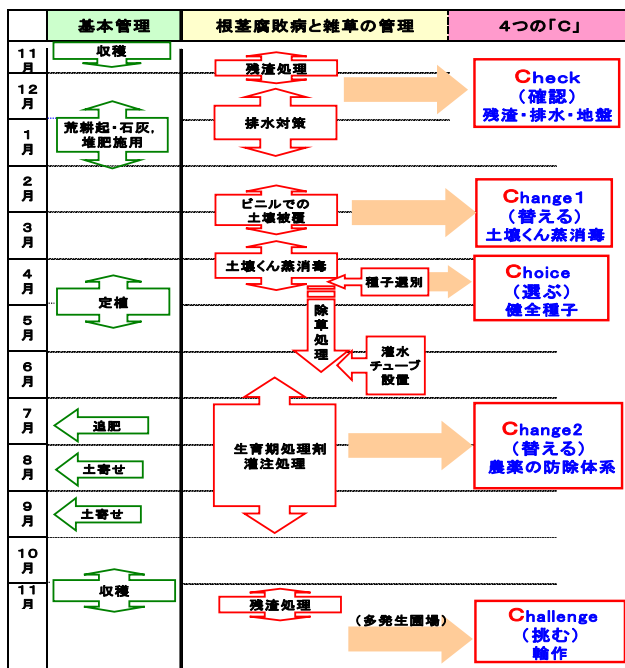 基本管理
根茎腐敗病と雑草の管理
4つの「C」
11月
収穫
残渣処理
12月
Check
(確認)
残渣・排水・地盤
1月
荒耕起・石灰,
堆肥施用
排水対策
2月
ビニルでの
土壌被覆
Change1
(替える)
土壌くん蒸消毒
3月
土壌くん蒸消毒
4月
種子選別
Choice
(選ぶ)
健全種子
定植
5月
除草処理
灌水
チューブ
設置
6月
7月
追肥
生育期処理剤
灌注処理
Change2
(替える)
農薬の防除体系
8月
土寄せ
9月
土寄せ
10月
11月
収穫
残渣処理
(多発生圃場)
Challenge
(挑む)
輪作